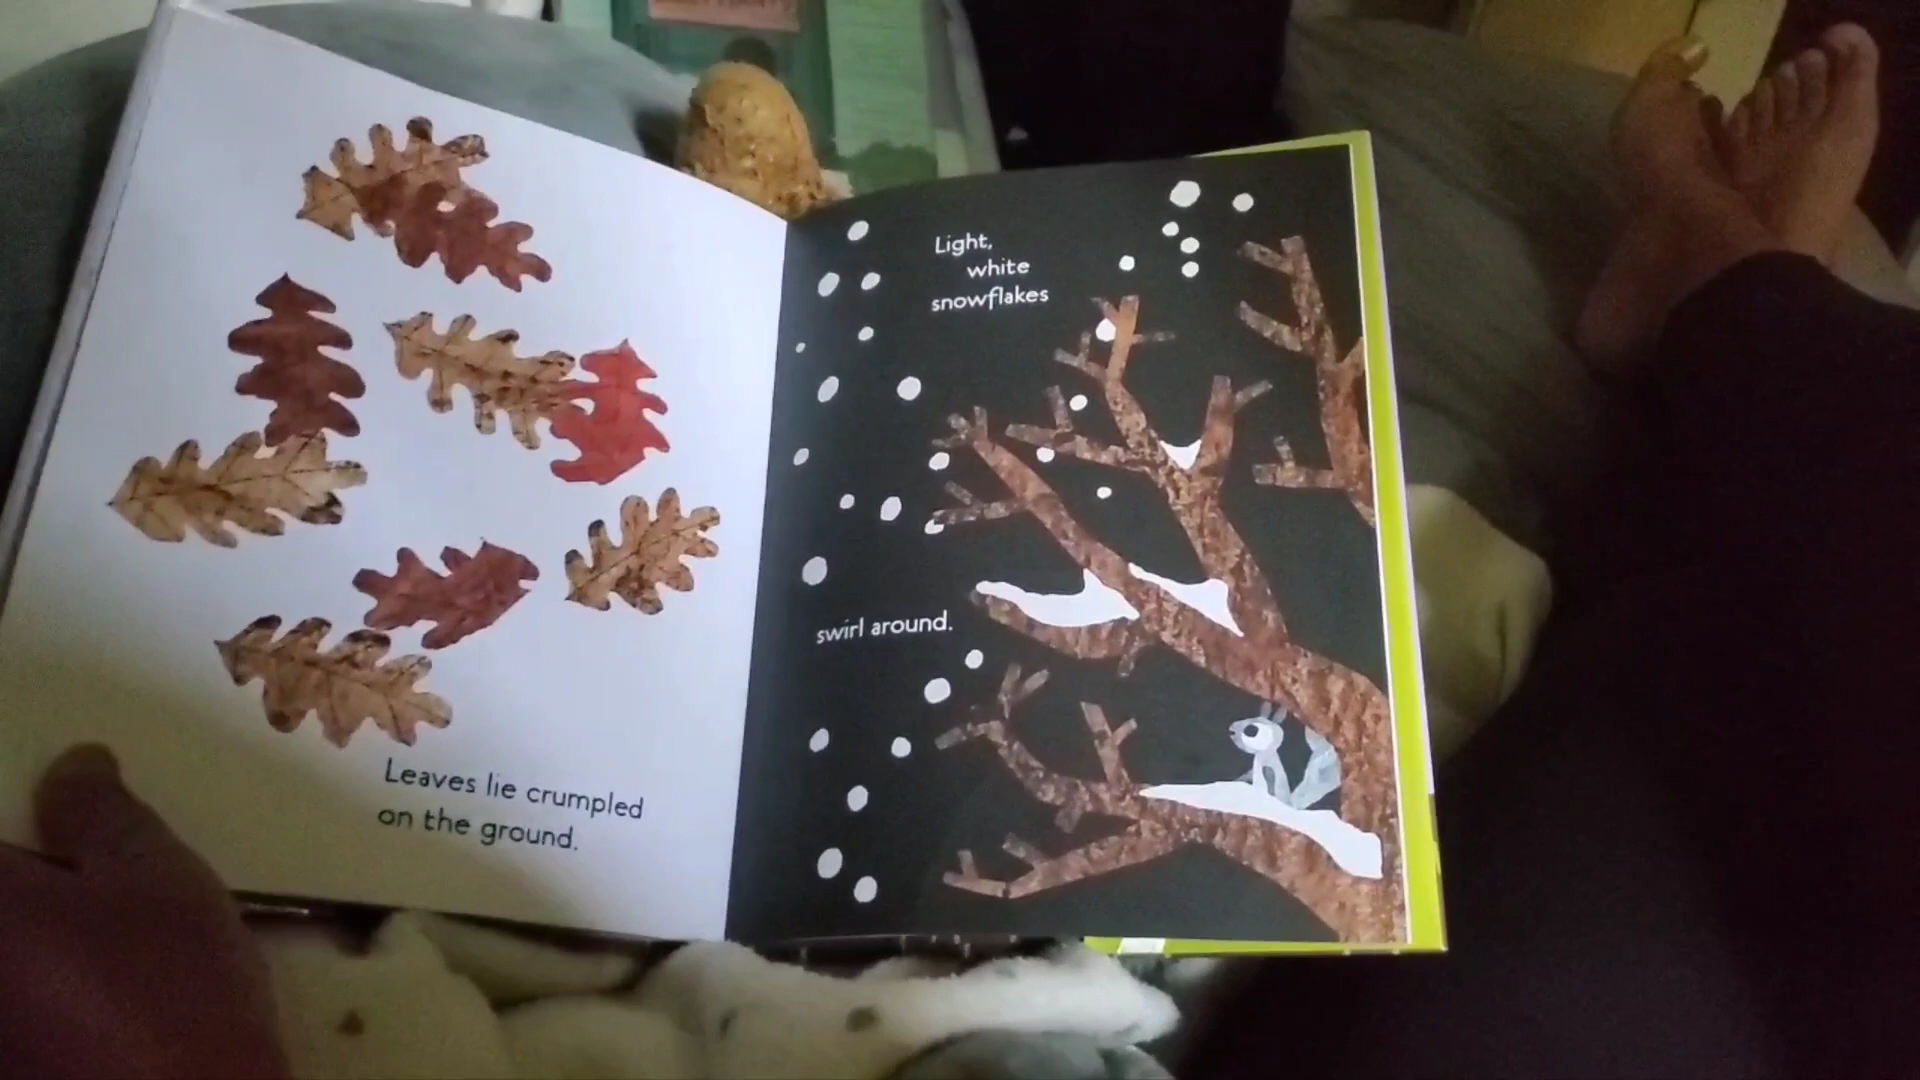 Leaves lie crumpled
on the ground.
Light,
white
snowflakes
swirl around.